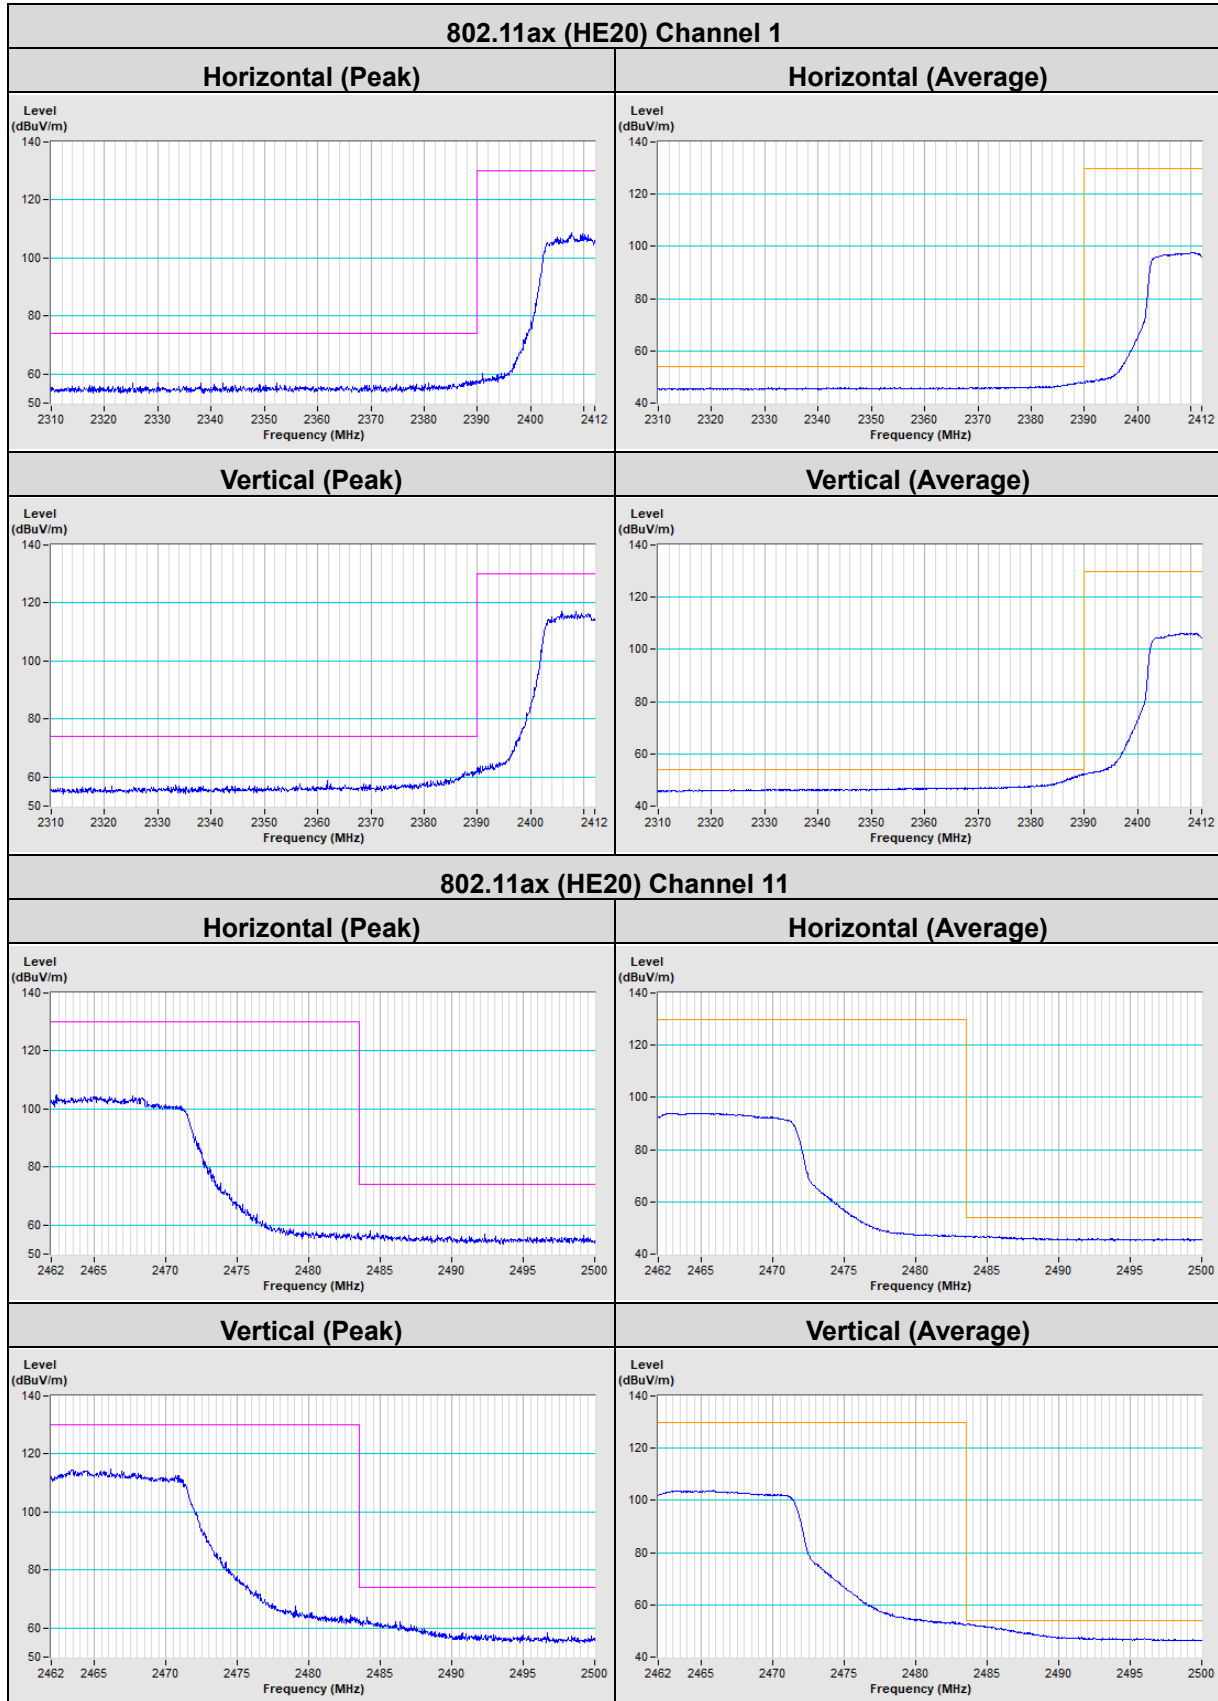 802.11ax (HE20) Channel 1
Horizontal (Peak)
Horizontal (Average)
Level
(dBuV/m)
140
120
100
80
60
50
2310 2320 2330 2340 2350 2360 2370 2380 2390 2400 2412
Frequency (MHz)
Level
(dBuV/m)
140
120
100
80
60
40
2310 2320 2330 2340 2350 2360 2370 2380 2390 2400 2412
Frequency (MHz)
Vertical (Peak)
Vertical (Average)
Level
(dBuV/m)
140
120
100
80
60
50
2310 2320 2330 2340 2350 2360 2370 2380 2390 2400 2412
Frequency (MHz)
Level
(dBuV/m)
140
120
100
80
60
40
2310 2320 2330 2340 2350 2360 2370 2380 2390 2400 2412
Frequency (MHz)
802.11ax (HE20) Channel 11
Horizontal (Peak)
Horizontal (Average)
Level
(dBuV/m)
140
120
100
80
60
50
2462 2465 2470 2475 2480 2485 2490 2495 2500
Frequency (MHz)
Level
(dBuV/m)
140
120
100
80
60
40
2462 2465 2470 2475 2480 2485 2490 2495 2500
Frequency (MHz)
Vertical (Peak)
Vertical (Average)
Level
(dBuV/m)
140
120
100
80
60
50
2462 2465 2470 2475 2480 2485 2490 2495 2500
Frequency (MHz)
Level
(dBuV/m)
140
120
100
80
60
40
2462 2465 2470 2475 2480 2485 2490 2495 2500
Frequency (MHz)